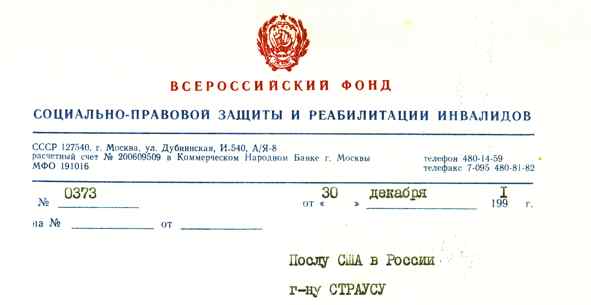 ВСЕРОССИЙСКИЙ ФОНД
СОЦИАЛЬНО-ПРАВОВОЙ ЗАЩИТЫ И РЕАБИЛИТАЦИИ ИНВАЛИДОВ
СССР 127540, г. Москва, ул. Дубнинская, И-540, А/Я-8
расчетный счет № 200609509 в Коммерческом Народном Банке г. Москвы телефон 480-14-59
МФО 191016 телефакс 7-095 480-81-82
№ 0373 от « 30 » декабря 199 I г.
на № от
Послу США в России
г-ну СТРАУСУ